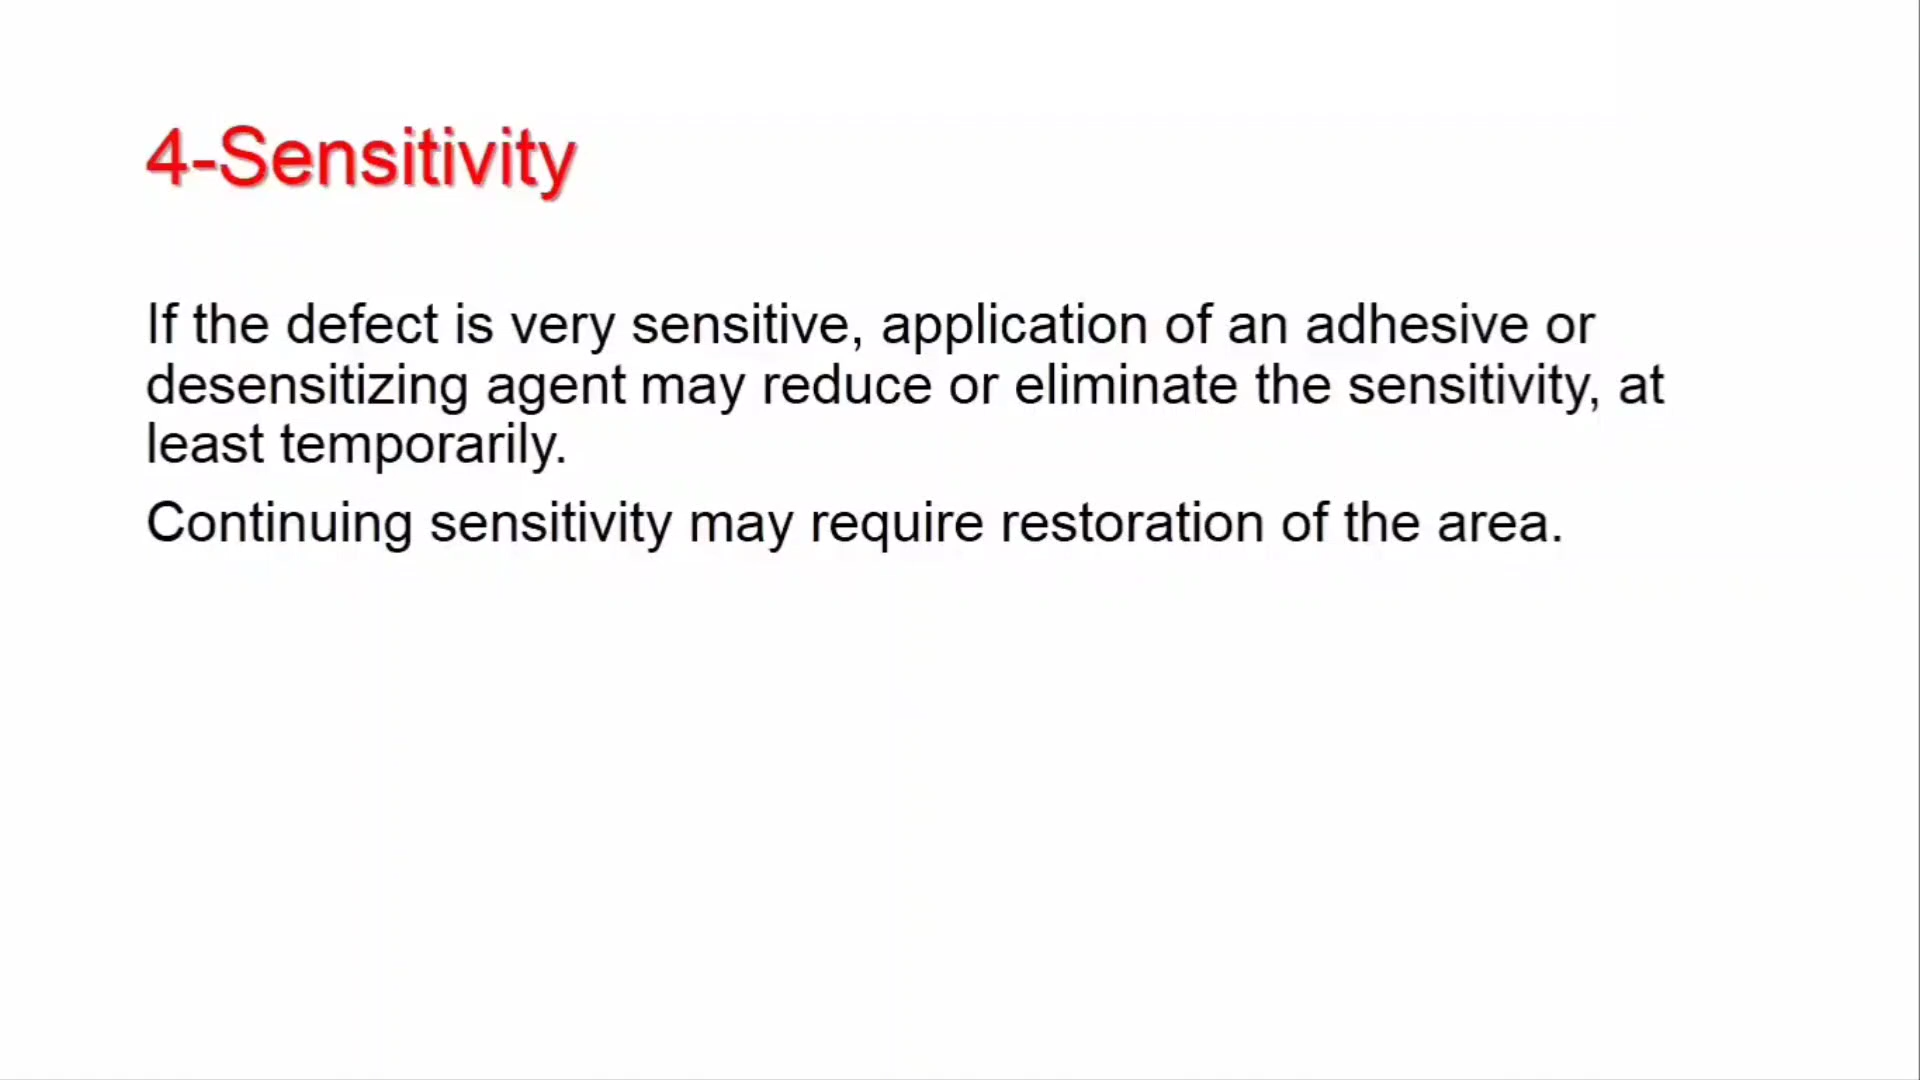 4-Sensitivity
If the defect is very sensitive, application of an adhesive or
desensitizing agent may reduce or eliminate the sensitivity, at
least temporarily.
Continuing sensitivity may require restoration of the area.